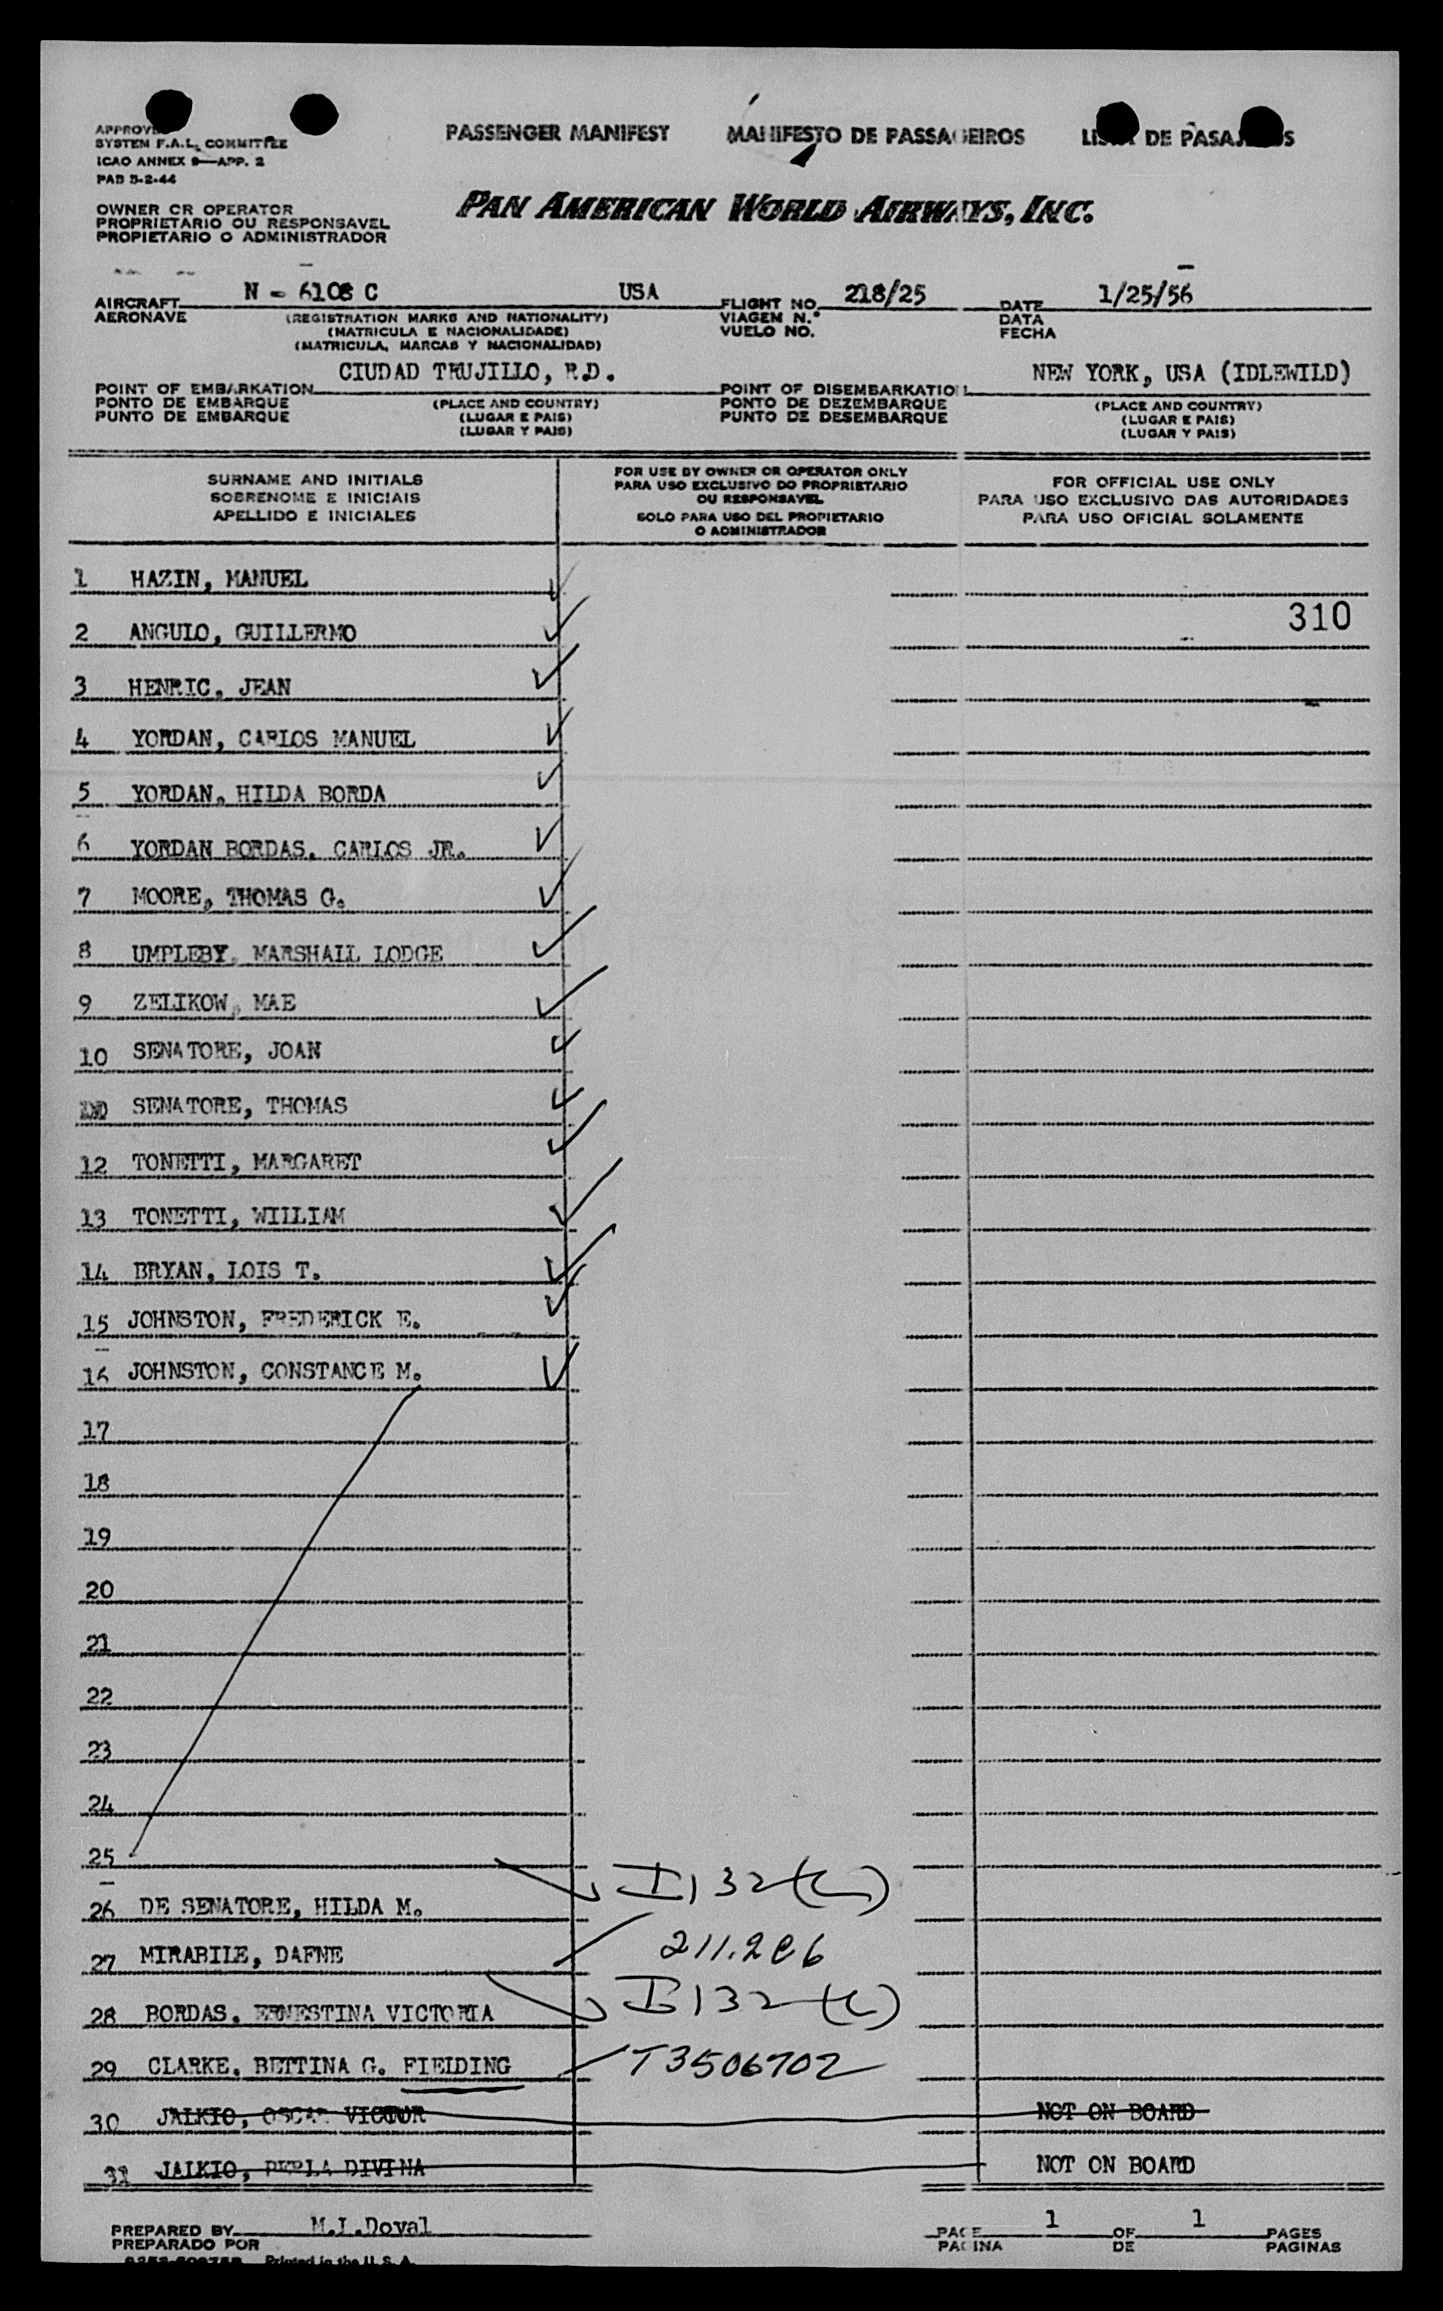 PASSENGER MANIFEST MANIFESTO DE PASSAGEIROS LISTA DE PASAJEROS
APPROVED
SYSTEM F.A.L. COMMITTEE
ICAO ANNEX 9—APP. 2
PAD 5-2-44
OWNER OR OPERATOR
PROPRIETARIO OU RESPONSAVEL
PROPIETARIO O ADMINISTRADOR
PAN AMERICAN WORLD AIRWAYS, INC.
AIRCRAFT N - 6108 C USA FLIGHT NO 218/25 DATE 1/25/56
AERONAVE (REGISTRATION MARKS AND NATIONALITY) VIAGEM N.° DATA
(MATRICULA E NACIONALIDADE) VUELO NO. FECHA
(MATRICULA, MARCAS Y NACIONALIDAD)
POINT OF EMBARKATION CIUDAD TRUJILLO, R.D. POINT OF DISEMBARKATION NEW YORK, USA (IDLEWILD)
PONTO DE EMBARQUE (PLACE AND COUNTRY) PONTO DE DEZEMBARQUE (PLACE AND COUNTRY)
PUNTO DE EMBARQUE (LUGAR E PAIS) PUNTO DE DESEMBARQUE (LUGAR E PAIS)
(LUGAR Y PAIS) (LUGAR Y PAIS)
SURNAME AND INITIALS
SOBRENOME E INICIAIS
APELLIDO E INICIALES
FOR USE BY OWNER OR OPERATOR ONLY
PARA USO EXCLUSIVO DO PROPRIETARIO
OU RESPONSAVEL
SOLO PARA USO DEL PROPIETARIO
O ADMINISTRADOR
FOR OFFICIAL USE ONLY
PARA USO EXCLUSIVO DAS AUTORIDADES
PARA USO OFICIAL SOLAMENTE
1 HAZIN, MANUEL
310
2 ANGULO, GUILLERMO
3 HENRIC, JEAN
4 YORDAN, CARLOS MANUEL
5 YORDAN, HILDA BORDA
6 YORDAN BORDAS, CARLOS JR.
7 MOORE, THOMAS G.
8 UMPLEBY, MARSHALL LODGE
9 ZELIKOW, MAE
10 SENATORE, JOAN
SENATORE, THOMAS
12 TONETTI, MARGARET
13 TONETTI, WILLIAM
14 BRYAN, LOIS T.
15 JOHNSTON, FREDERICK E.
16 JOHNSTON, CONSTANCE M.
17
18
19
20
21
22
23
24
25
26 DE SENATORE, HILDA M. I132(C)
27 MIRABILE, DAFNE 211.2e6
28 BORDAS, ERNESTINA VICTORIA I132(C)
29 CLARKE, BETTINA G. FIELDING T3506702
30 JALKIO, OSCAR VICTOR NOT ON BOARD
31 JALKIO, PERLA DIVINA NOT ON BOARD
PREPARED BY M.L.Doval PAGE 1 OF 1 PAGES
PREPARADO POR PAGINA DE PAGINAS
Printed in the U.S.A.